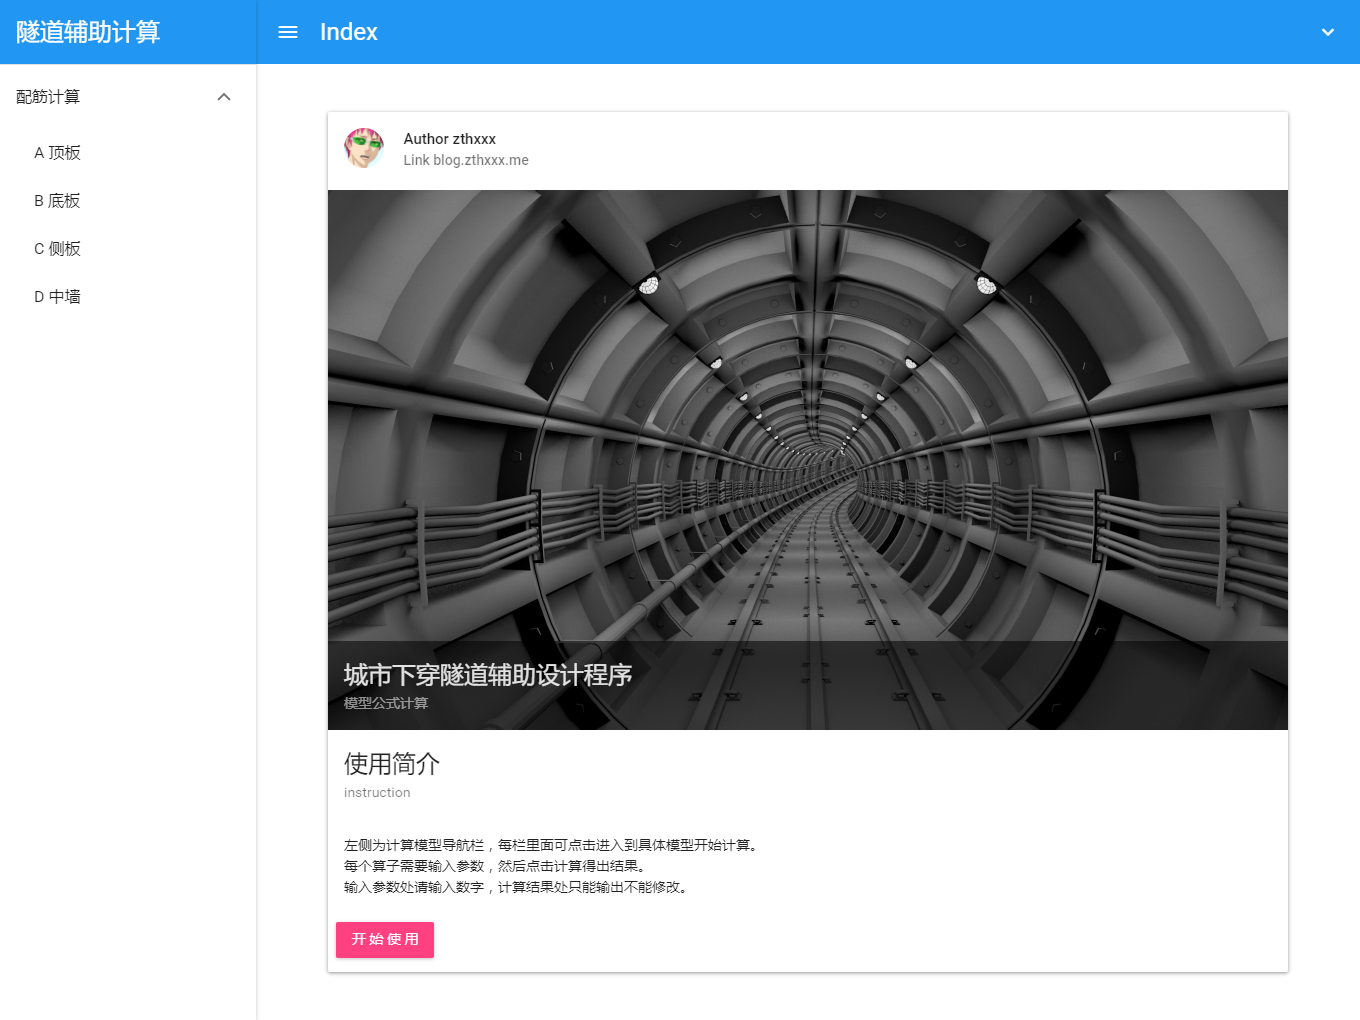 隧道辅助计算
Index
配筋计算
A 顶板
B 底板
C 侧板
D 中墙
Author zthxxx
Link blog.zthxxx.me
城市下穿隧道辅助设计程序
模型公式计算
使用简介
instruction
左侧为计算模型导航栏，每栏里面可点击进入到具体模型开始计算。
每个算子需要输入参数，然后点击计算得出结果。
输入参数处请输入数字，计算结果处只能输出不能修改。
开始使用